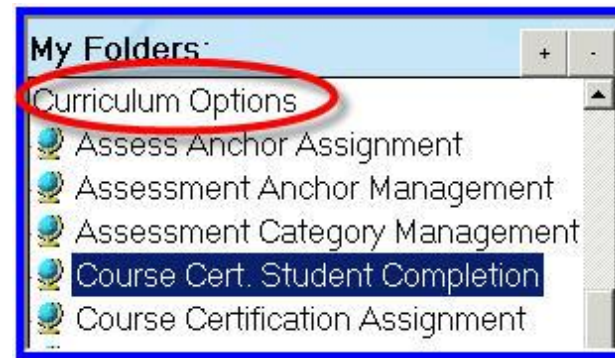 My Folders: + -
Curriculum Options
Assess Anchor Assignment
Assessment Anchor Management
Assessment Category Management
Course Cert. Student Completion
Course Certification Assignment